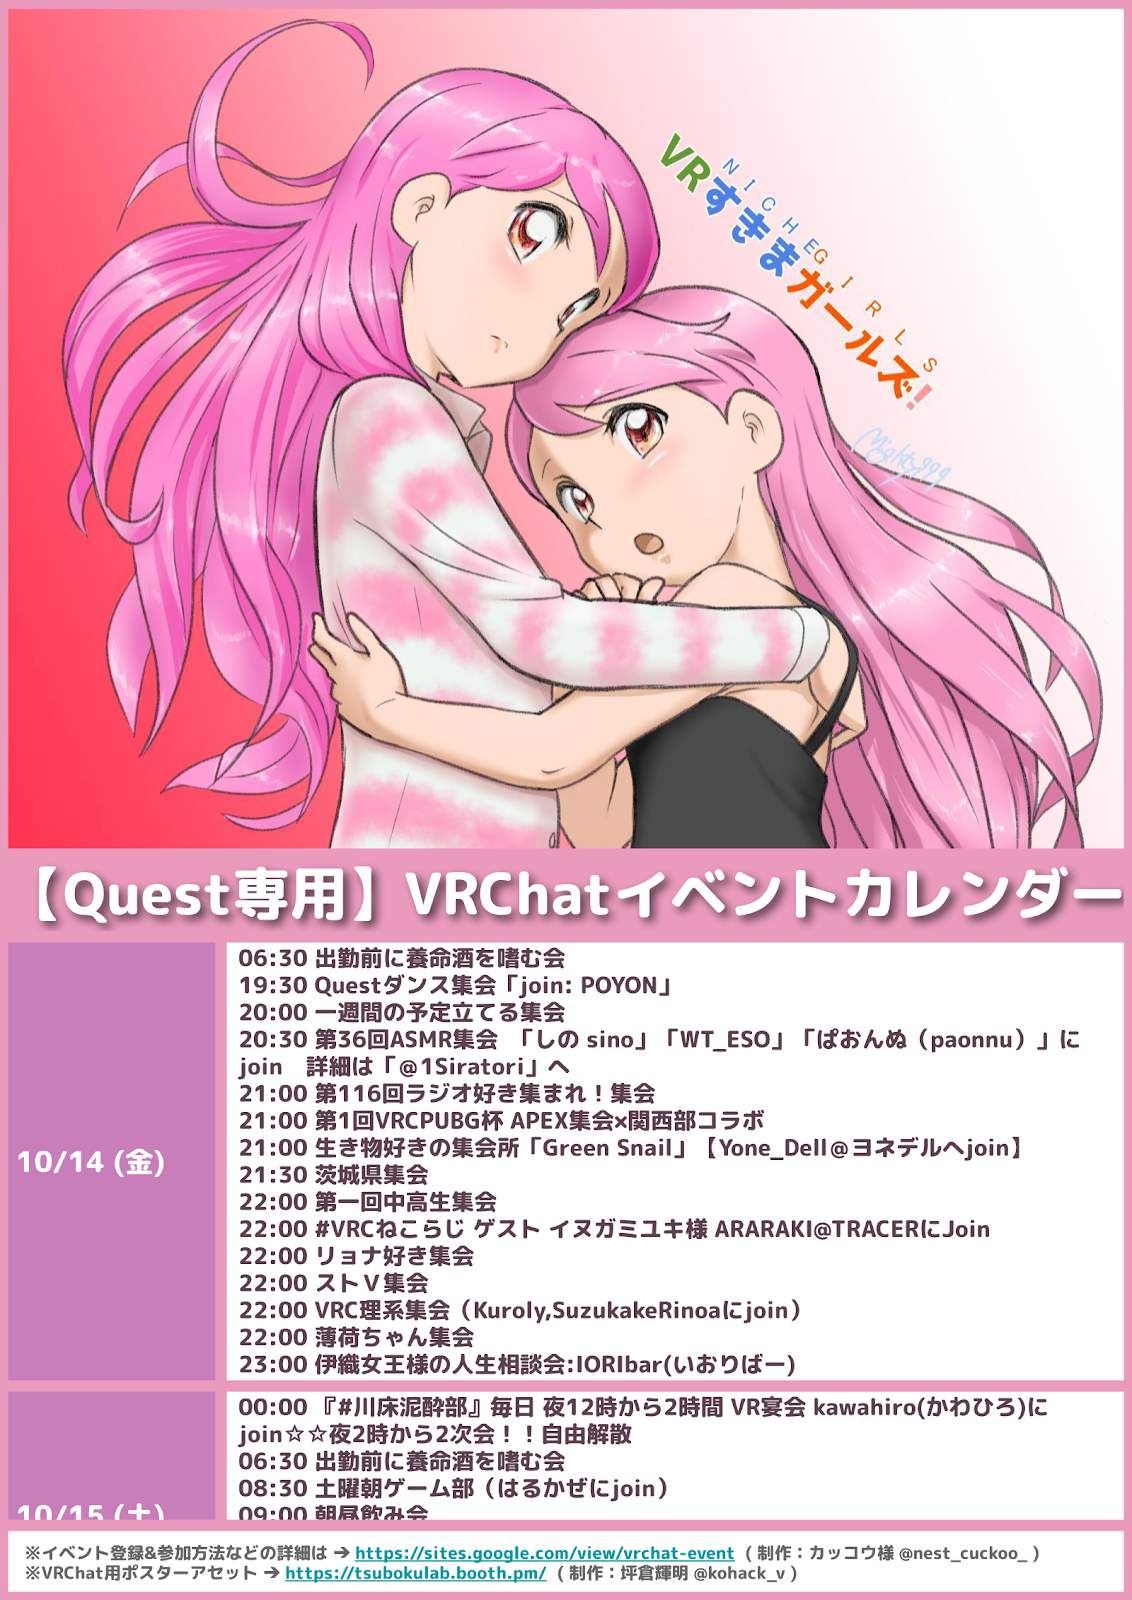 NICHE GIRLS
VRすきまガールズ!
Mighty999
【Quest専用】VRChatイベントカレンダー
10/14 (金)
06:30 出勤前に養命酒を嗜む会
19:30 Questダンス集会「join: POYON」
20:00 一週間の予定立てる集会
20:30 第36回ASMR集会　「しの sino」「WT_ESO」「ぱおんぬ（paonnu）」に
join　詳細は「@1Siratori」へ
21:00 第116回ラジオ好き集まれ！集会
21:00 第1回VRCPUBG杯 APEX集会×関西部コラボ
21:00 生き物好きの集会所「Green Snail」【Yone_Dell@ヨネデルへjoin】
21:30 茨城県集会
22:00 第一回中高生集会
22:00 #VRCねこらじ ゲスト イヌガミユキ様 ARARAKI@TRACERにJoin
22:00 リョナ好き集会
22:00 ストＶ集会
22:00 VRC理系集会（Kuroly,SuzukakeRinoaにjoin）
22:00 薄荷ちゃん集会
23:00 伊織女王様の人生相談会:IORIbar(いおりばー)
10/15 (土)
00:00 『#川床泥酔部』毎日 夜12時から2時間 VR宴会 kawahiro(かわひろ)に
join☆☆夜2時から2次会！！自由解散
06:30 出勤前に養命酒を嗜む会
08:30 土曜朝ゲーム部（はるかぜにjoin）
09:00 朝昼飲み会
※イベント登録&参加方法などの詳細は → https://sites.google.com/view/vrchat-event （ 制作：カッコウ様 @nest_cuckoo_ ）
※VRChat用ポスターアセット → https://tsubokulab.booth.pm/ （ 制作：坪倉輝明 @kohack_v ）